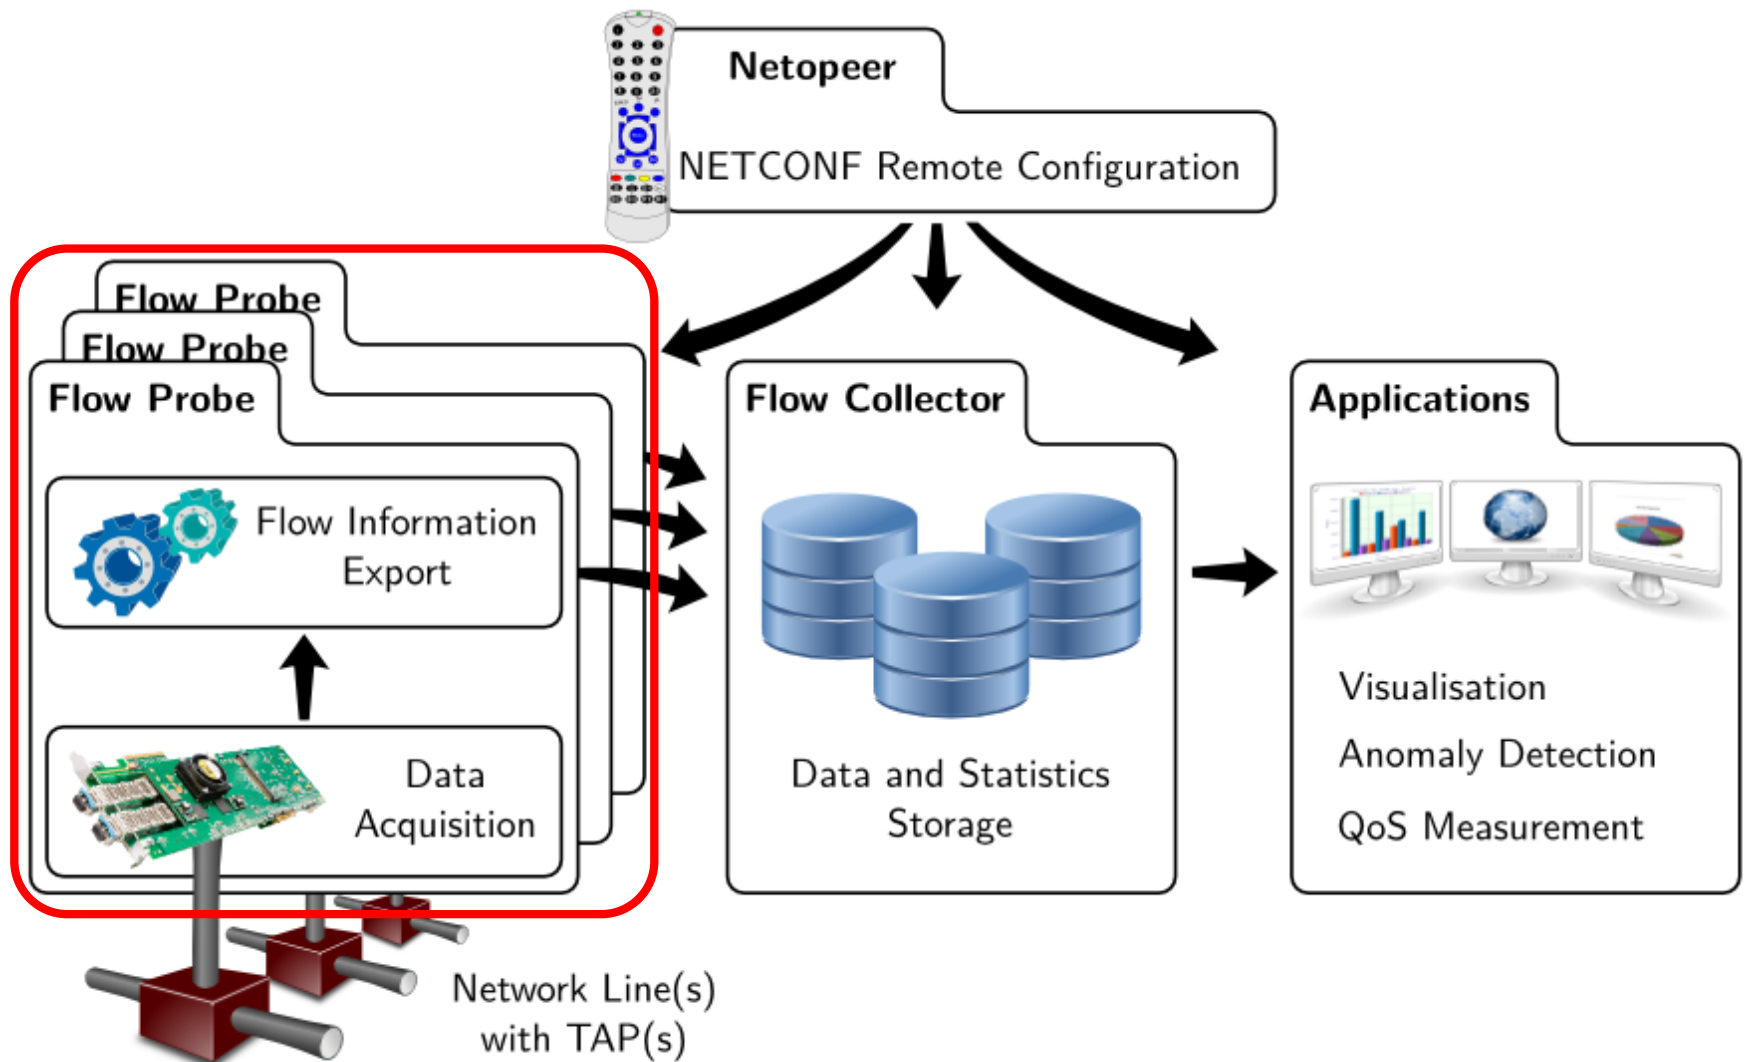 Netopeer
NETCONF Remote Configuration
Flow Probe
Flow Probe
Flow Probe
Flow Information
Export
Data
Acquisition
Flow Collector
Data and Statistics
Storage
Applications
Visualisation
Anomaly Detection
QoS Measurement
Network Line(s)
with TAP(s)